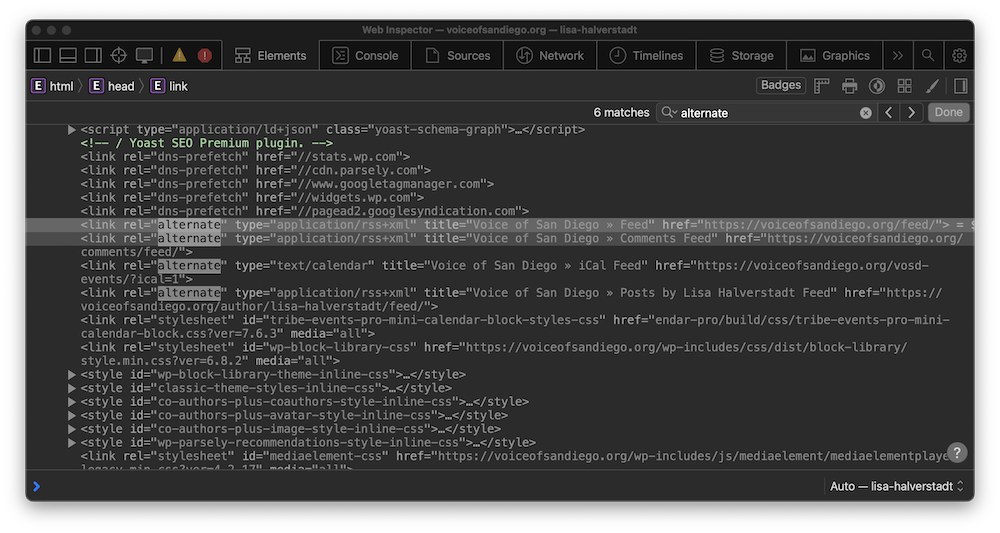 Web Inspector — voiceofsandiego.org — lisa-halverstadt
Elements Console Sources Network Timelines Storage Graphics
E html E head E link Badges
6 matches alternate Done
<script type="application/ld+json" class="yoast-schema-graph">…</script>
<!-- / Yoast SEO Premium plugin. -->
<link rel="dns-prefetch" href="//stats.wp.com">
<link rel="dns-prefetch" href="//cdn.parsely.com">
<link rel="dns-prefetch" href="//www.googletagmanager.com">
<link rel="dns-prefetch" href="//widgets.wp.com">
<link rel="dns-prefetch" href="//pagead2.googlesyndication.com">
<link rel="alternate" type="application/rss+xml" title="Voice of San Diego » Feed" href="https://voiceofsandiego.org/feed/"> = $
<link rel="alternate" type="application/rss+xml" title="Voice of San Diego » Comments Feed" href="https://voiceofsandiego.org/
comments/feed/">
<link rel="alternate" type="text/calendar" title="Voice of San Diego » iCal Feed" href="https://voiceofsandiego.org/vosd-
events/?ical=1">
<link rel="alternate" type="application/rss+xml" title="Voice of San Diego » Posts by Lisa Halverstadt Feed" href="https://
voiceofsandiego.org/author/lisa-halverstadt/feed/">
<link rel="stylesheet" id="tribe-events-pro-mini-calendar-block-styles-css" href="endar-pro/build/css/tribe-events-pro-mini-
calendar-block.css?ver=7.6.3" media="all">
<link rel="stylesheet" id="wp-block-library-css" href="https://voiceofsandiego.org/wp-includes/css/dist/block-library/
style.min.css?ver=6.8.2" media="all">
<style id="wp-block-library-theme-inline-css">…</style>
<style id="classic-theme-styles-inline-css">…</style>
<style id="co-authors-plus-coauthors-style-inline-css">…</style>
<style id="co-authors-plus-avatar-style-inline-css">…</style>
<style id="co-authors-plus-image-style-inline-css">…</style>
<style id="wp-parsely-recommendations-style-inline-css">…</style>
<link rel="stylesheet" id="mediaelement-css" href="https://voiceofsandiego.org/wp-includes/js/mediaelement/mediaelementplaye
legacy.min.css?ver=4.2.17" media="all">
?
Auto — lisa-halverstadt